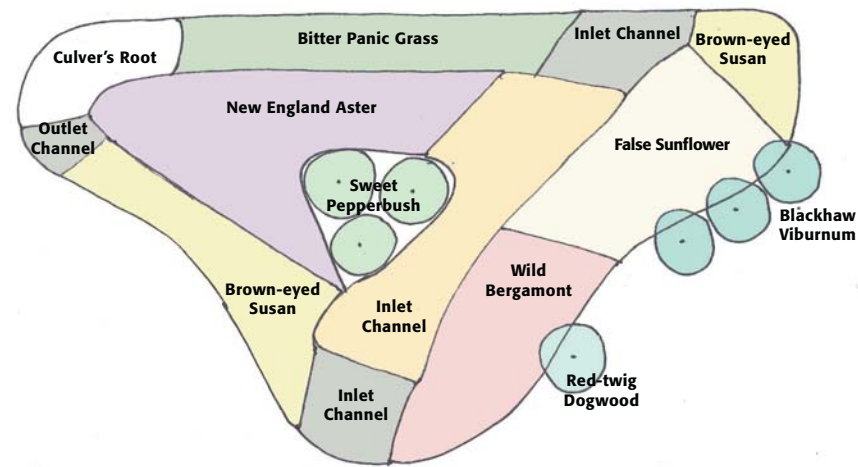 Culver's Root
Bitter Panic Grass
Inlet Channel
Brown-eyed
Susan
New England Aster
Outlet
Channel
False Sunflower
Sweet
Pepperbush
Blackhaw
Viburnum
Wild
Bergamont
Brown-eyed
Susan
Inlet
Channel
Red-twig
Dogwood
Inlet
Channel